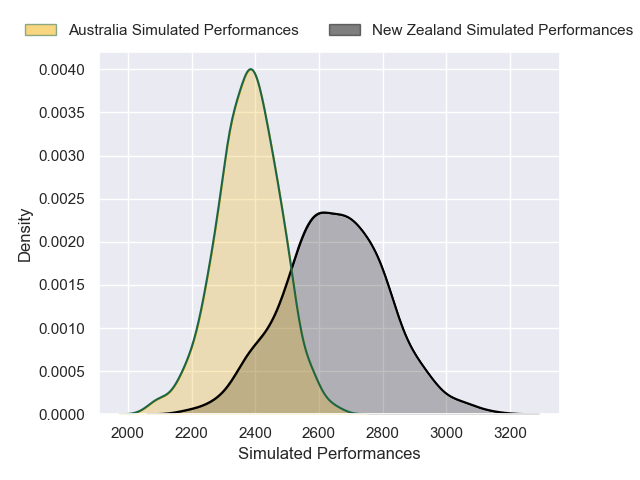 Australia Simulated Performances New Zealand Simulated Performances
0.0040
0.0035
0.0030
0.0025
0.0020
0.0015
0.0010
0.0005
0.0000
Density
2000 2200 2400 2600 2800 3000 3200
Simulated Performances